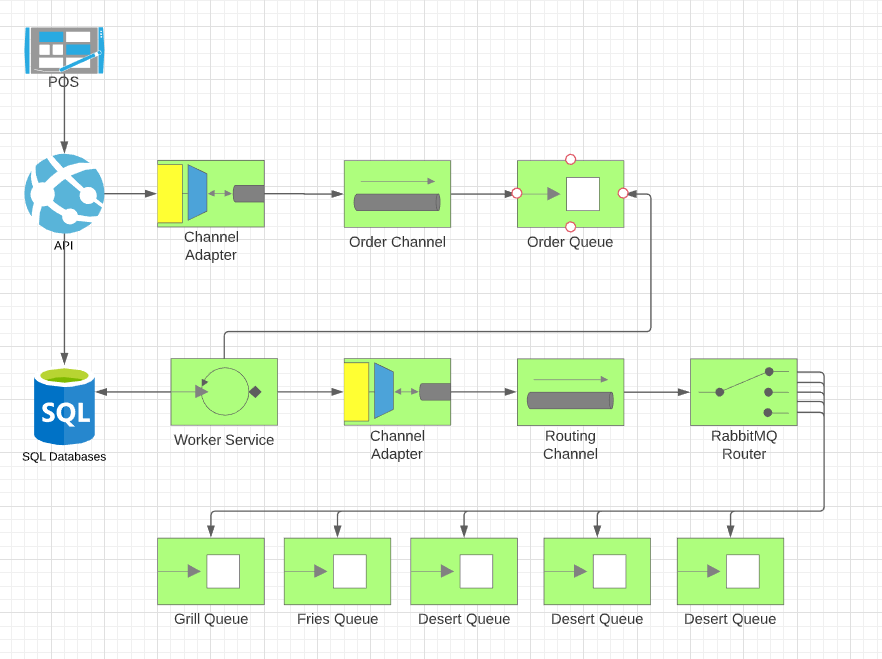 POS
API
Channel
Adapter
Order Channel
Order Queue
SQL
SQL Databases
Worker Service
Channel
Adapter
Routing
Channel
RabbitMQ
Router
Grill Queue
Fries Queue
Desert Queue
Desert Queue
Desert Queue